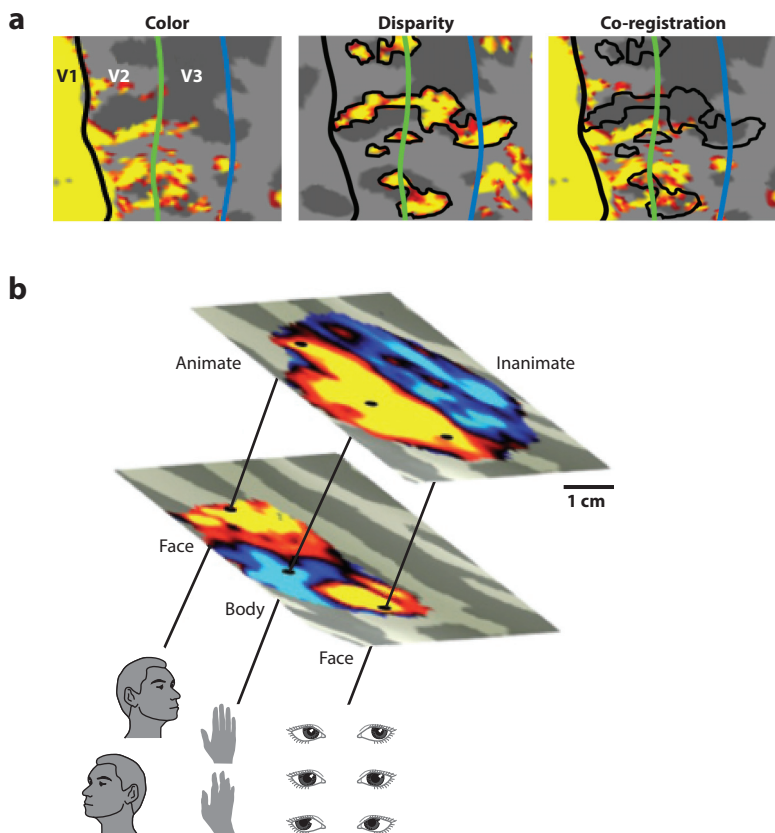 a
Color
Disparity
Co-registration
V1
V2
V3
b
Animate
Inanimate
1 cm
Face
Body
Face